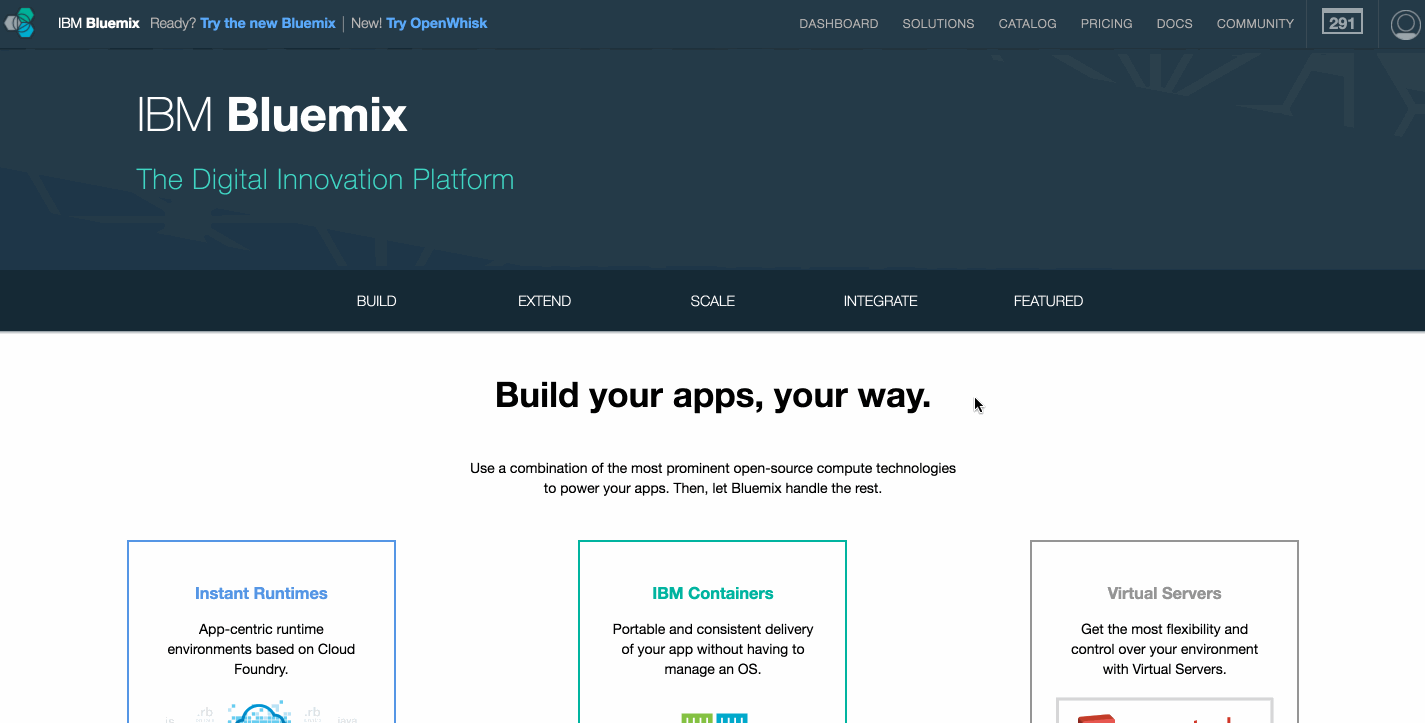 IBM Bluemix Ready? Try the new Bluemix | New! Try OpenWhisk
DASHBOARD SOLUTIONS CATALOG PRICING DOCS COMMUNITY 291
IBM Bluemix
The Digital Innovation Platform
BUILD EXTEND SCALE INTEGRATE FEATURED
Build your apps, your way.
Use a combination of the most prominent open-source compute technologies
to power your apps. Then, let Bluemix handle the rest.
Instant Runtimes
App-centric runtime
environments based on Cloud
Foundry.
.rb .rb
IBM Containers
Portable and consistent delivery
of your app without having to
manage an OS.
Virtual Servers
Get the most flexibility and
control over your environment
with Virtual Servers.